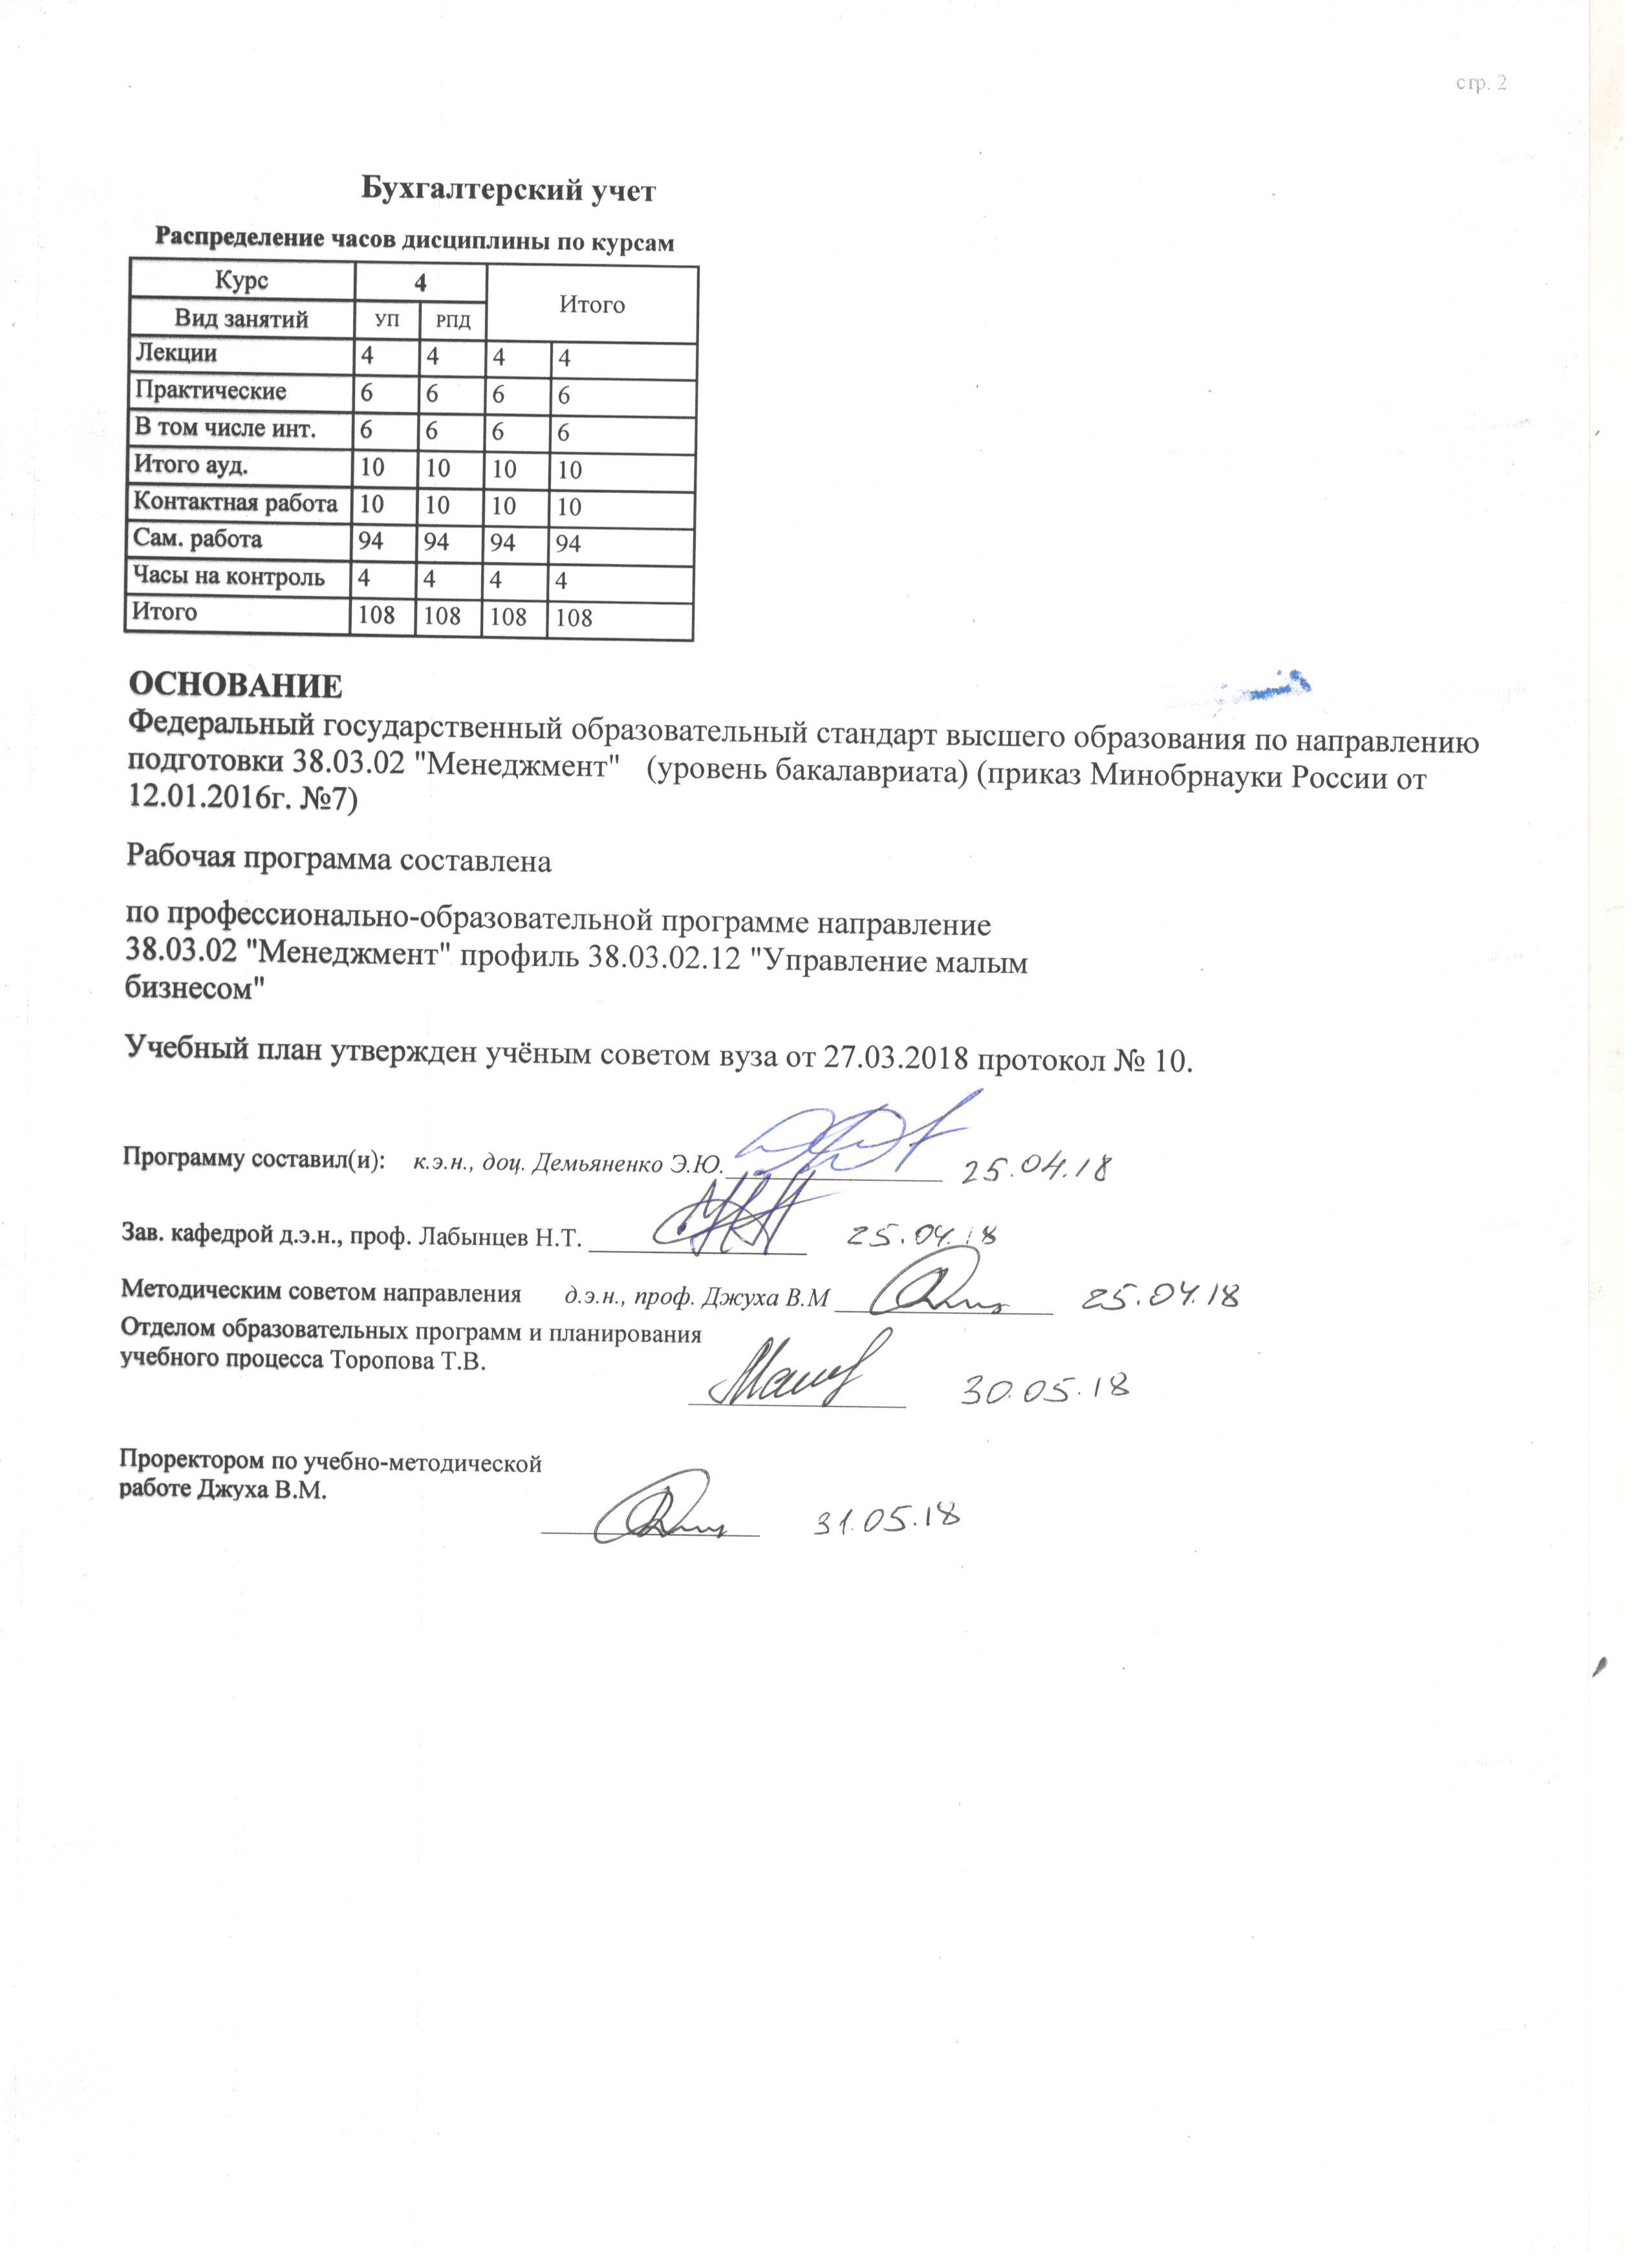 стр. 2
Бухгалтерский учет
Распределение часов дисциплины по курсам
Курс 4 Итого
Вид занятий УП РПД
Лекции 4 4 4 4
Практические 6 6 6 6
В том числе инт. 6 6 6 6
Итого ауд. 10 10 10 10
Контактная работа 10 10 10 10
Сам. работа 94 94 94 94
Часы на контроль 4 4 4 4
Итого 108 108 108 108
ОСНОВАНИЕ
Федеральный государственный образовательный стандарт высшего образования по направлению
подготовки 38.03.02 "Менеджмент" (уровень бакалавриата) (приказ Минобрнауки России от
12.01.2016г. №7)
Рабочая программа составлена
по профессионально-образовательной программе направление
38.03.02 "Менеджмент" профиль 38.03.02.12 "Управление малым
бизнесом"
Учебный план утвержден учёным советом вуза от 27.03.2018 протокол № 10.
Программу составил(и): к.э.н., доц. Демьяненко Э.Ю. 25.04.18
Зав. кафедрой д.э.н., проф. Лабынцев Н.Т. 25.04.18
Методическим советом направления д.э.н., проф. Джуха В.М 25.04.18
Отделом образовательных программ и планирования
учебного процесса Торопова Т.В.
30.05.18
Проректором по учебно-методической
работе Джуха В.М.
31.05.18